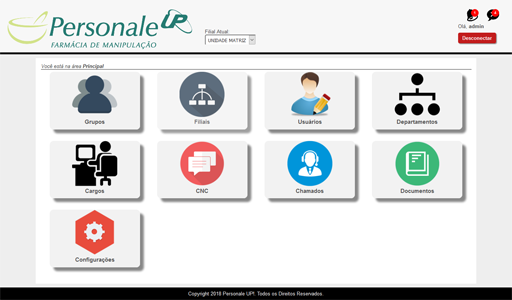 Personale UP
FARMÁCIA DE MANIPULAÇÃO
Filial Atual:
UNIDADE MATRIZ
Olá, admin
Desconectar
Você está na área Principal
Grupos
Filiais
Usuários
Departamentos
Cargos
CNC
Chamados
Documentos
Configurações
Copyright 2018 Personale UP!. Todos os Direitos Reservados.